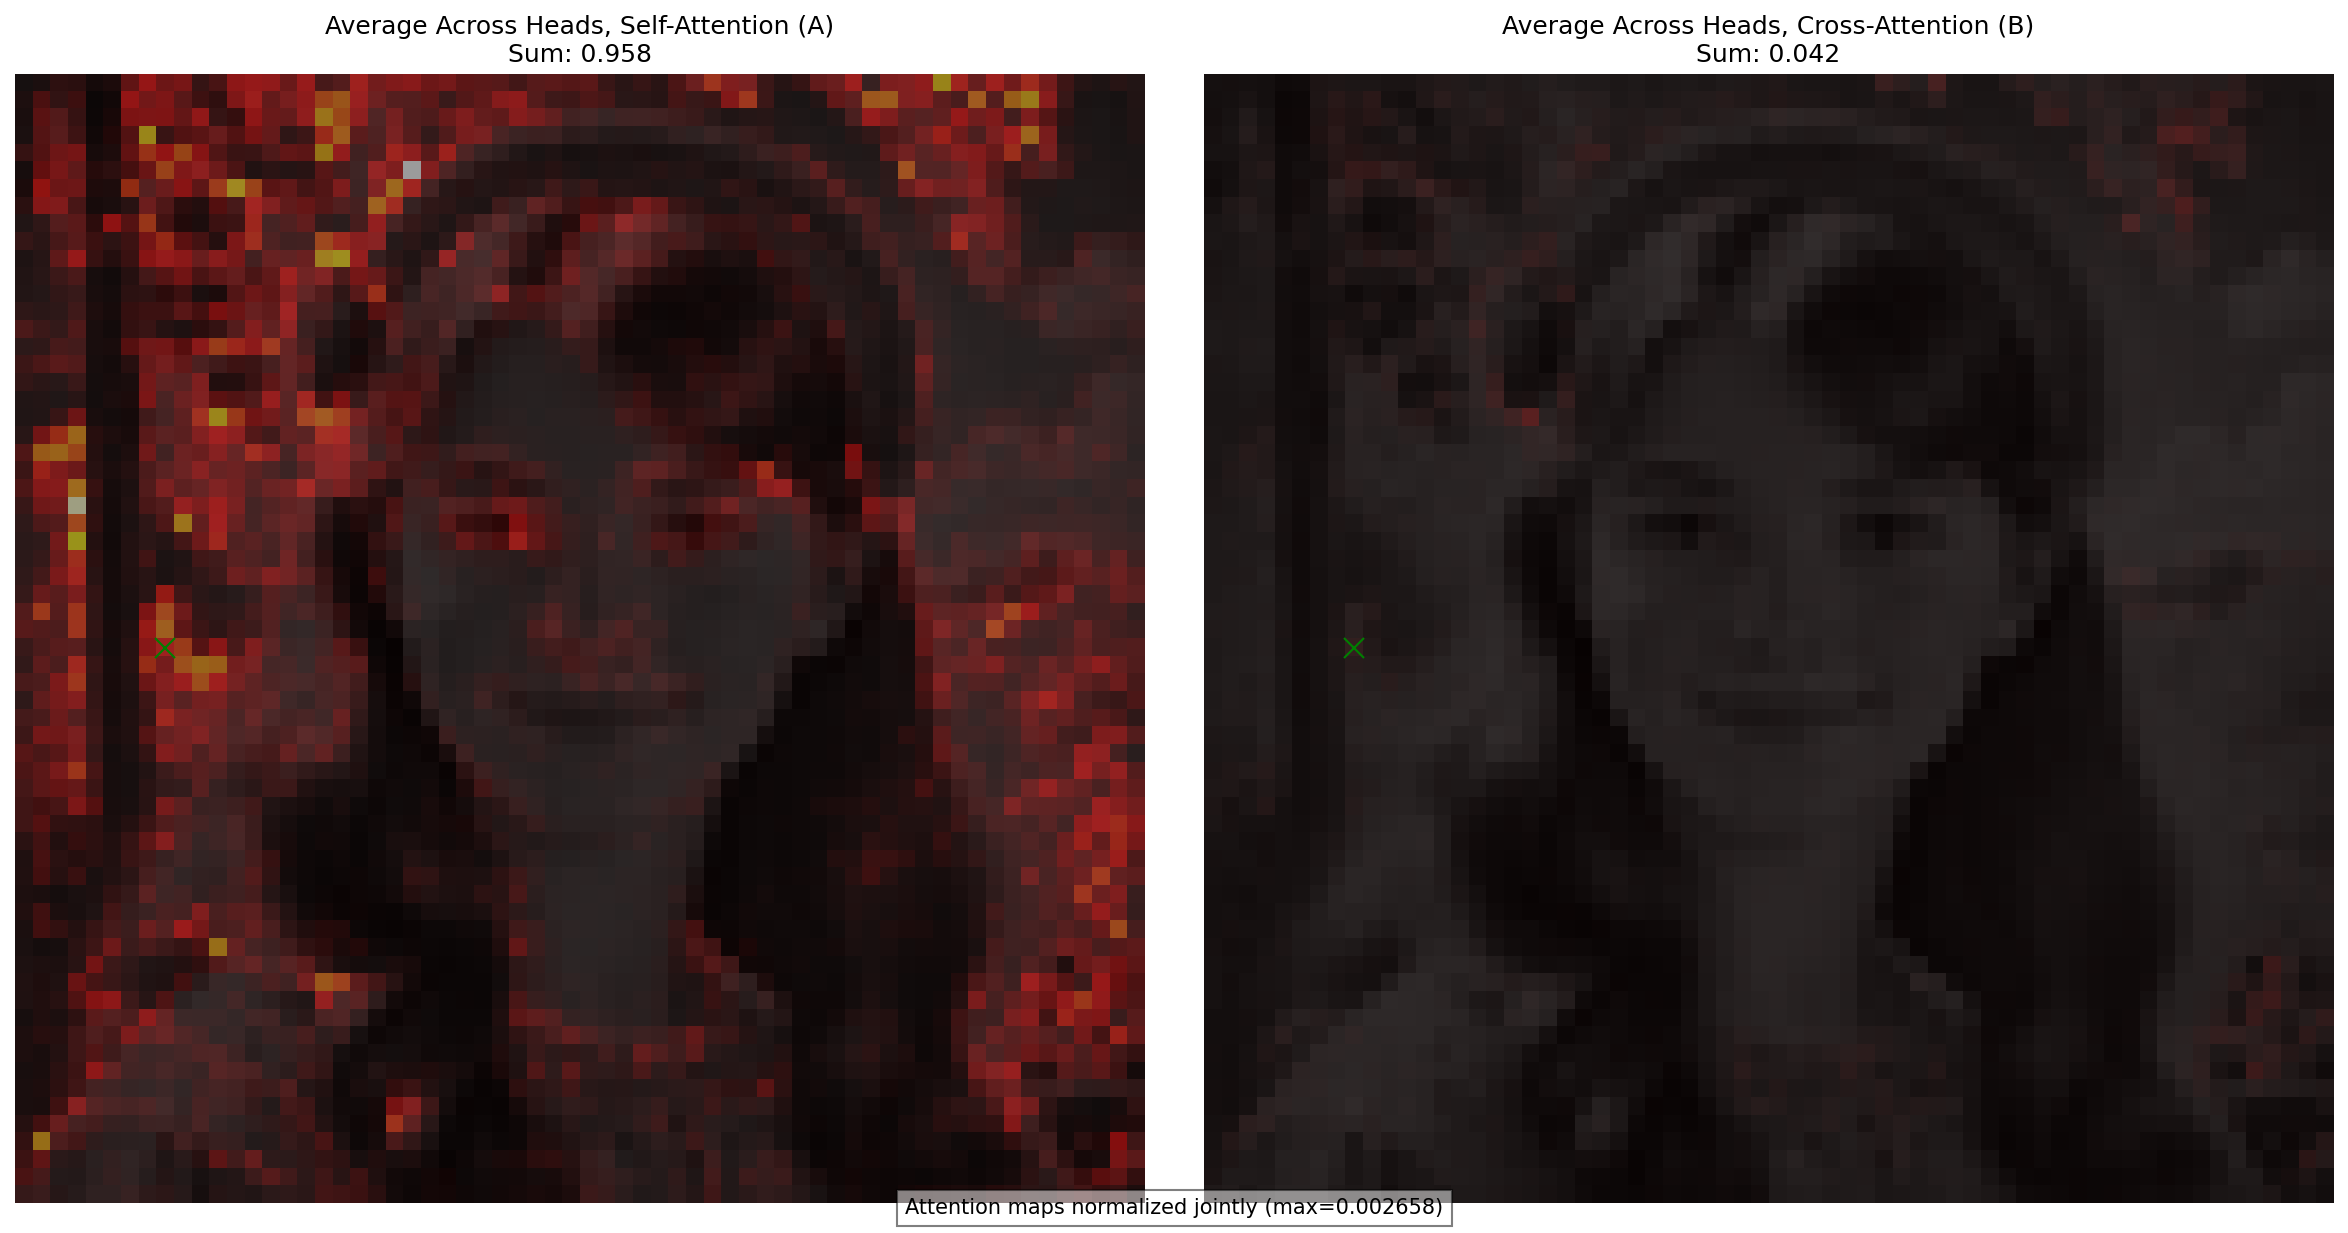 Average Across Heads, Self-Attention (A)
Sum: 0.958
Average Across Heads, Cross-Attention (B)
Sum: 0.042
Attention maps normalized jointly (max=0.002658)